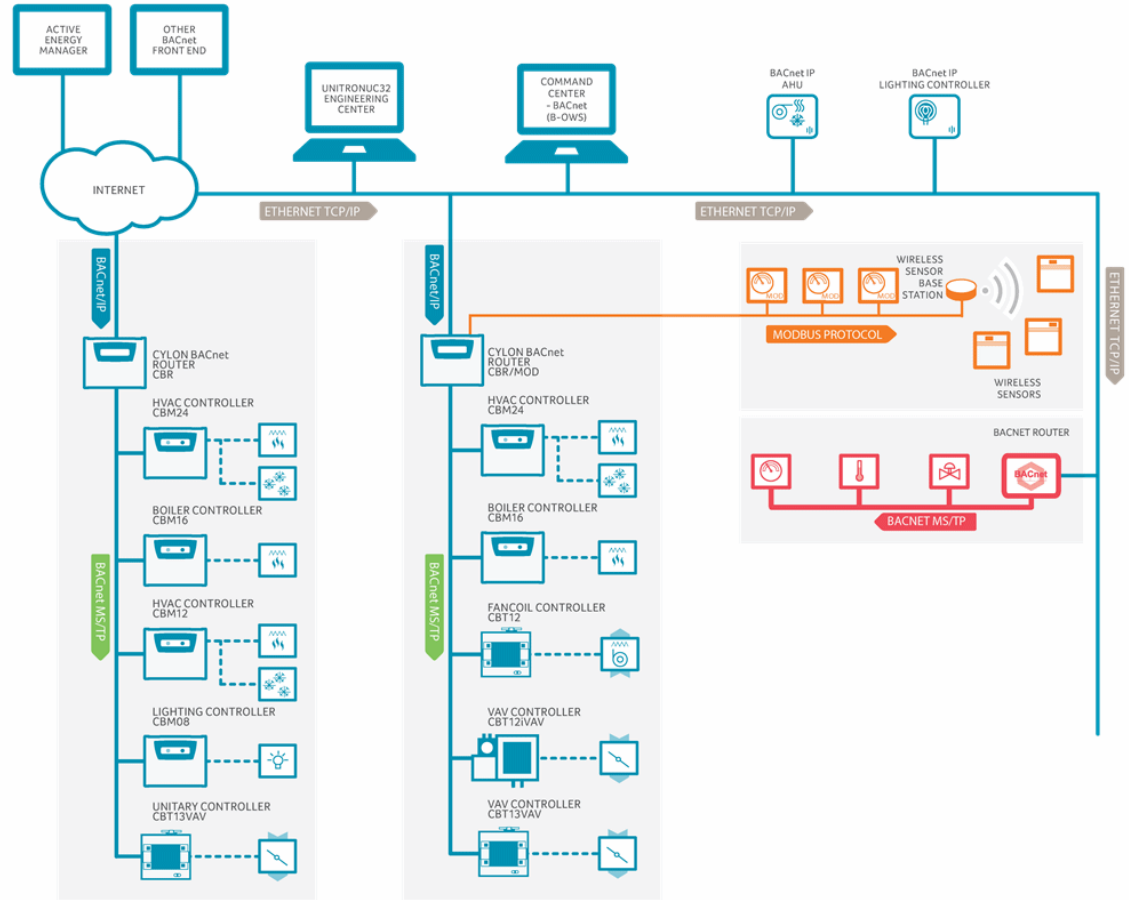 ACTIVE
ENERGY
MANAGER
OTHER
BACnet
FRONT END
UNITRONUC32
ENGINEERING
CENTER
COMMAND
CENTER
- BACnet
(B-OWS)
BACnet IP
AHU
BACnet IP
LIGHTING CONTROLLER
INTERNET
ETHERNET TCP/IP
ETHERNET TCP/IP
ETHERNET TCP/IP
BACnet/IP
CYLON BACnet
ROUTER
CBR
HVAC CONTROLLER
CBM24
BOILER CONTROLLER
CBM16
BACnet MS/TP
HVAC CONTROLLER
CBM12
LIGHTING CONTROLLER
CBM08
UNITARY CONTROLLER
CBT13VAV
BACnet/IP
CYLON BACnet
ROUTER
CBR/MOD
HVAC CONTROLLER
CBM24
BOILER CONTROLLER
CBM16
BACnet MS/TP
FANCOIL CONTROLLER
CBT12
VAV CONTROLLER
CBT12iVAV
VAV CONTROLLER
CBT13VAV
MOD
MOD
MOD
WIRELESS
SENSOR
BASE
STATION
MODBUS PROTOCOL
WIRELESS
SENSORS
BACNET ROUTER
BACnet
BACNET MS/TP